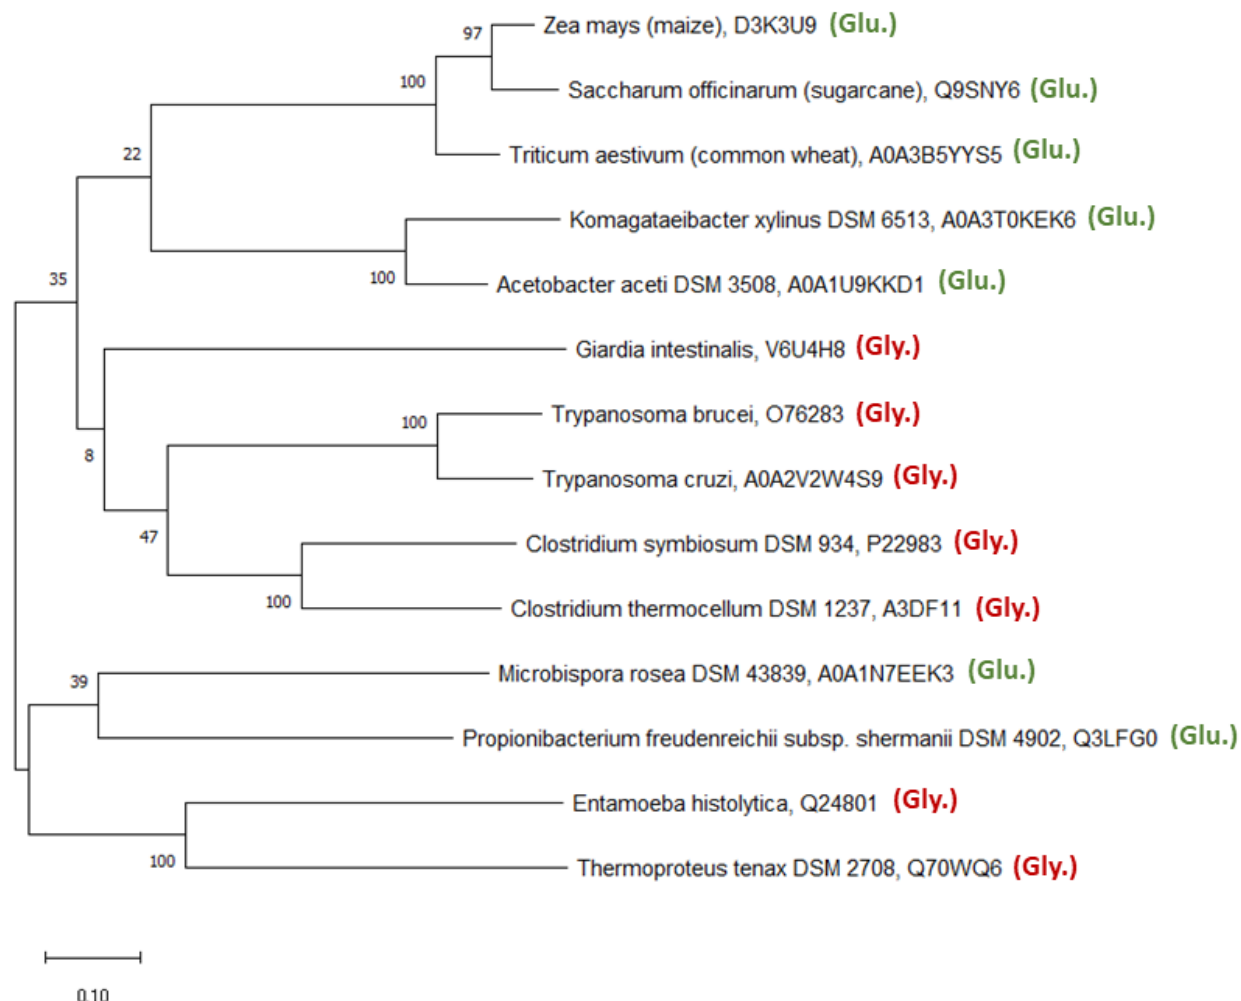 97
Zea mays (maize), D3K3U9 (Glu.)
100
Saccharum officinarum (sugarcane), Q9SNY6 (Glu.)
22
Triticum aestivum (common wheat), A0A3B5YYS5 (Glu.)
Komagataeibacter xylinus DSM 6513, A0A3T0KEK6 (Glu.)
35
100
Acetobacter aceti DSM 3508, A0A1U9KKD1 (Glu.)
Giardia intestinalis, V6U4H8 (Gly.)
100
Trypanosoma brucei, O76283 (Gly.)
8
Trypanosoma cruzi, A0A2V2W4S9 (Gly.)
47
Clostridium symbiosum DSM 934, P22983 (Gly.)
100
Clostridium thermocellum DSM 1237, A3DF11 (Gly.)
39
Microbispora rosea DSM 43839, A0A1N7EEK3 (Glu.)
Propionibacterium freudenreichii subsp. shermanii DSM 4902, Q3LFG0 (Glu.)
Entamoeba histolytica, Q24801 (Gly.)
100
Thermoproteus tenax DSM 2708, Q70WQ6 (Gly.)
0.10